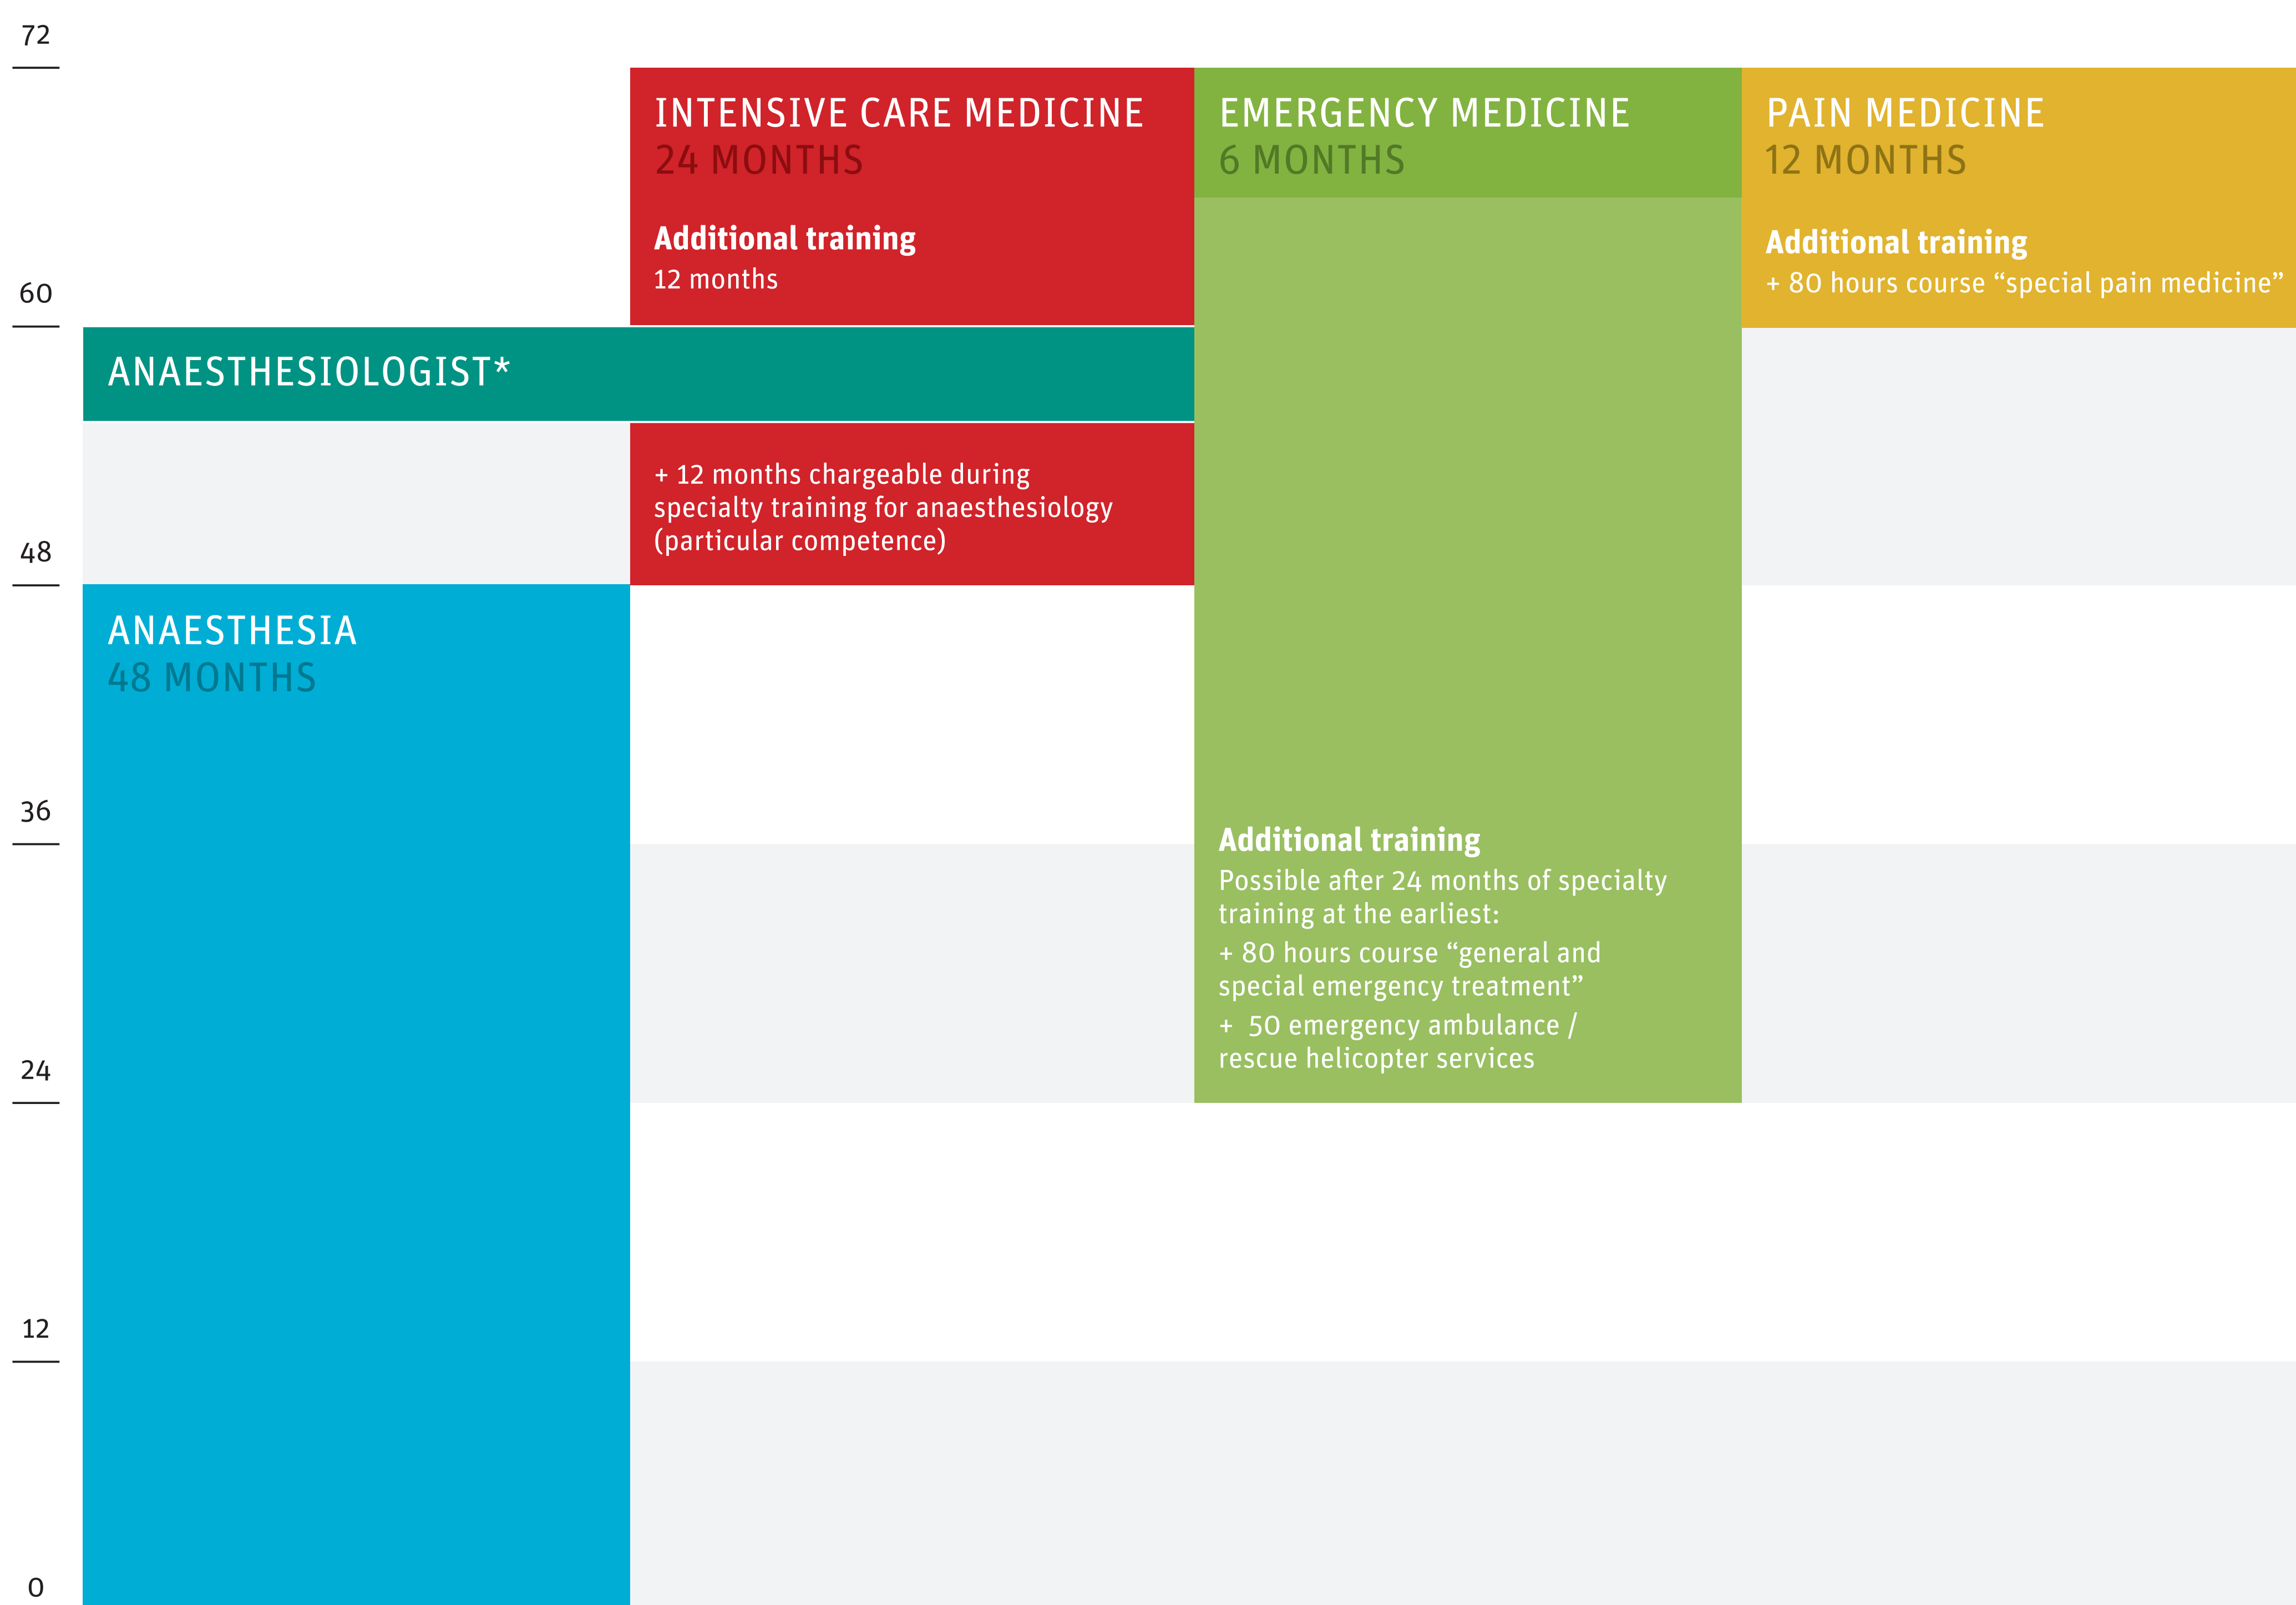 72
INTENSIVE CARE MEDICINE
24 MONTHS
Additional training
12 months
EMERGENCY MEDICINE
6 MONTHS
PAIN MEDICINE
12 MONTHS
Additional training
+ 80 hours course “special pain medicine”
60
ANAESTHESIOLOGIST*
+ 12 months chargeable during
specialty training for anaesthesiology
(particular competence)
48
ANAESTHESIA
48 MONTHS
36
Additional training
Possible after 24 months of specialty
training at the earliest:
+ 80 hours course “general and
special emergency treatment”
+ 50 emergency ambulance /
rescue helicopter services
24
12
0